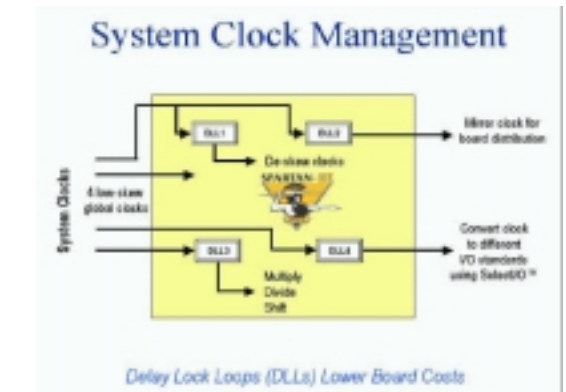 System Clock Management
DLL1
DLL2
Mirror clock for
board distribution
De-skew clocks
SPARTAN-II
System Clocks
4 low-skew
global clocks
DLL3
DLL4
Convert clock
to different
I/O standards
using SelectI/O™
Multiply
Divide
Shift
Delay Lock Loops (DLLs) Lower Board Costs